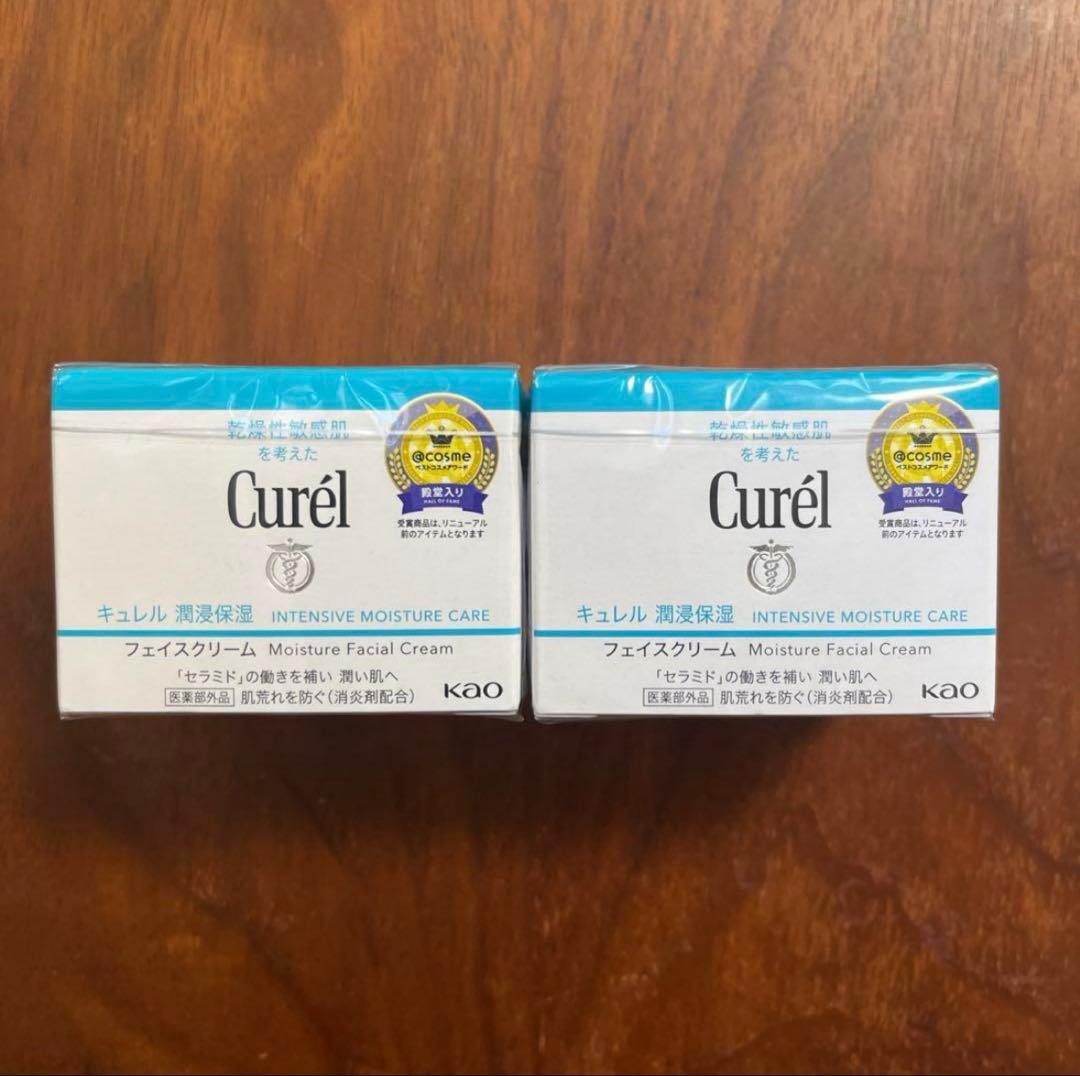 乾燥性敏感肌
を考えた
Curél
@cosme
ベストコスメアワード
殿堂入り
HALL OF FAME
受賞商品は、リニューアル
前のアイテムとなります
キュレル 潤浸保湿 INTENSIVE MOISTURE CARE
フェイスクリーム Moisture Facial Cream
「セラミド」の働きを補い 潤い肌へ
医薬部外品 肌荒れを防ぐ(消炎剤配合)
Kao
乾燥性敏感肌
を考えた
Curél
@cosme
ベストコスメアワード
殿堂入り
HALL OF FAME
受賞商品は、リニューアル
前のアイテムとなります
キュレル 潤浸保湿 INTENSIVE MOISTURE CARE
フェイスクリーム Moisture Facial Cream
「セラミド」の働きを補い 潤い肌へ
医薬部外品 肌荒れを防ぐ(消炎剤配合)
Kao